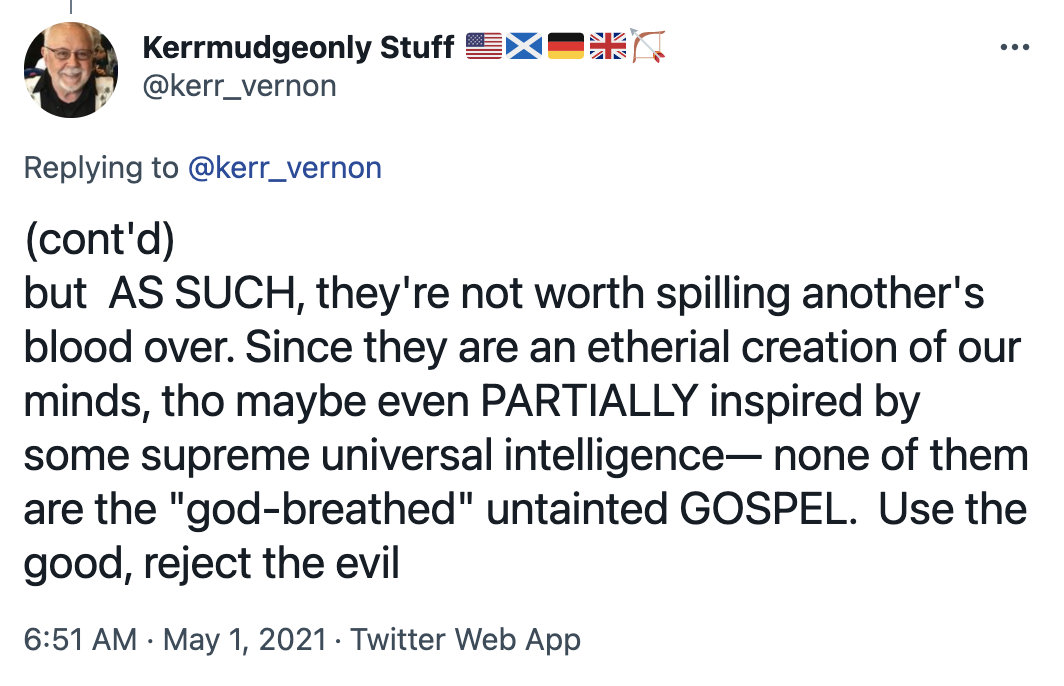 Kerrmudgeonly Stuff 🇺🇸🏴󠁧󠁢󠁳󠁣󠁴󠁿🇩🇪🇬🇧🏹
@kerr_vernon
Replying to @kerr_vernon
(cont'd)
but  AS SUCH, they're not worth spilling another's
blood over. Since they are an etherial creation of our
minds, tho maybe even PARTIALLY inspired by
some supreme universal intelligence— none of them
are the "god-breathed" untainted GOSPEL.  Use the
good, reject the evil
6:51 AM · May 1, 2021 · Twitter Web App